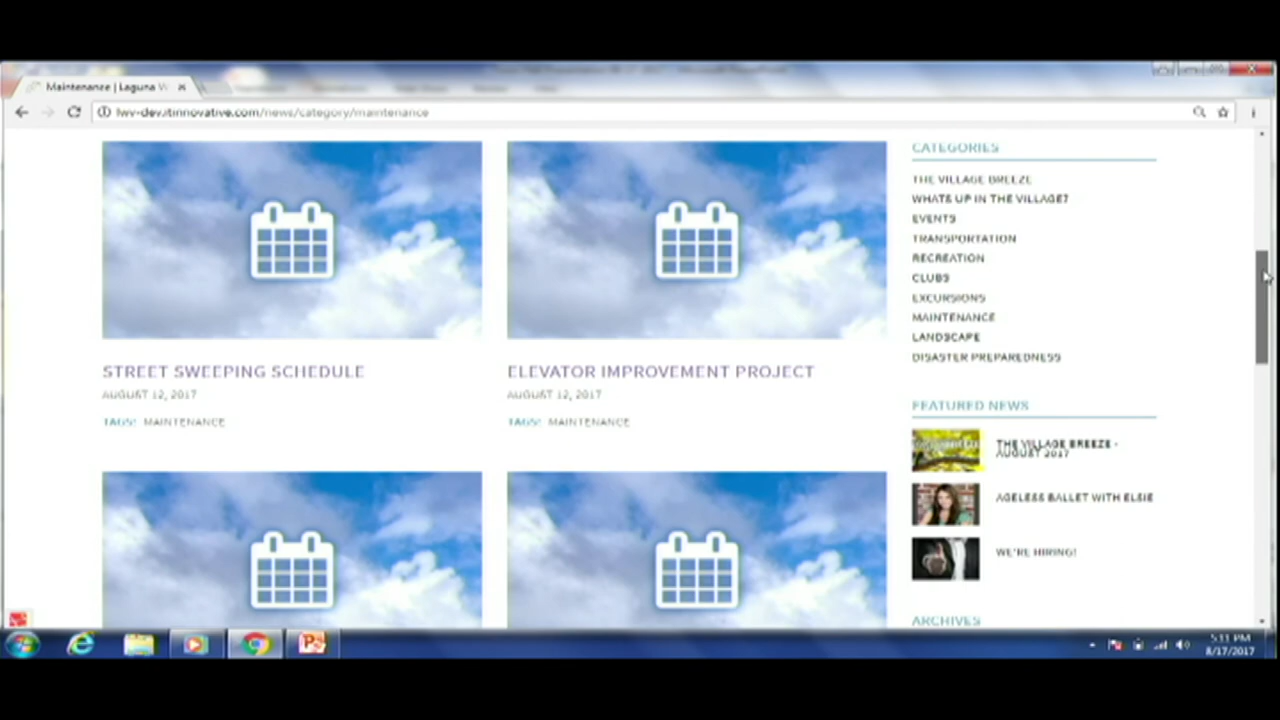 Maintenance | Laguna W
lwv-dev.itinnovative.com/news/category/maintenance
CATEGORIES
THE VILLAGE BREEZE
WHATS UP IN THE VILLAGE?
EVENTS
TRANSPORTATION
RECREATION
CLUBS
EXCURSIONS
MAINTENANCE
LANDSCAPE
DISASTER PREPAREDNESS
STREET SWEEPING SCHEDULE
AUGUST 12, 2017
TAGS: MAINTENANCE
ELEVATOR IMPROVEMENT PROJECT
AUGUST 12, 2017
TAGS: MAINTENANCE
FEATURED NEWS
THE VILLAGE BREEZE -
AUGUST 2017
AGELESS BALLET WITH ELSIE
WE'RE HIRING!
ARCHIVES
5:11 PM
8/17/2017